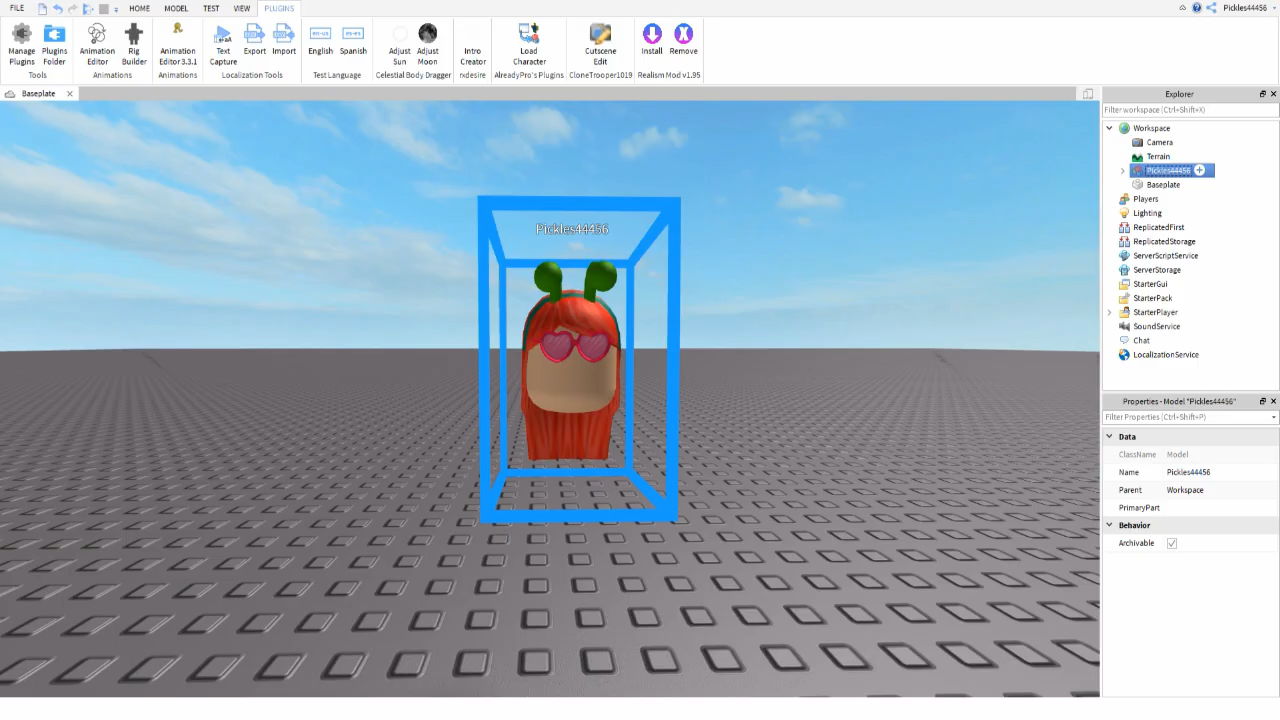 FILE HOME MODEL TEST VIEW PLUGINS Pickles44456
Manage Plugins
Plugins Folder
Tools
Animation Editor
Rig Builder
Animations
Animation Editor 3.3.1
Animations
Text Capture
Export
Import
Localization Tools
English
Spanish
Test Language
Adjust Sun
Adjust Moon
Celestial Body Dragger
Intro Creator
rxdesire
Load Character
AlreadyPro's Plugins
Cutscene Edit
CloneTrooper1019
Install
Remove
Realism Mod v1.95
Baseplate
Pickles44456
Explorer
Filter workspace (Ctrl+Shift+X)
Workspace
Camera
Terrain
Pickles44456
Baseplate
Players
Lighting
ReplicatedFirst
ReplicatedStorage
ServerScriptService
ServerStorage
StarterGui
StarterPack
StarterPlayer
SoundService
Chat
LocalizationService
Properties - Model "Pickles44456"
Filter Properties (Ctrl+Shift+P)
Data
ClassName Model
Name Pickles44456
Parent Workspace
PrimaryPart
Behavior
Archivable